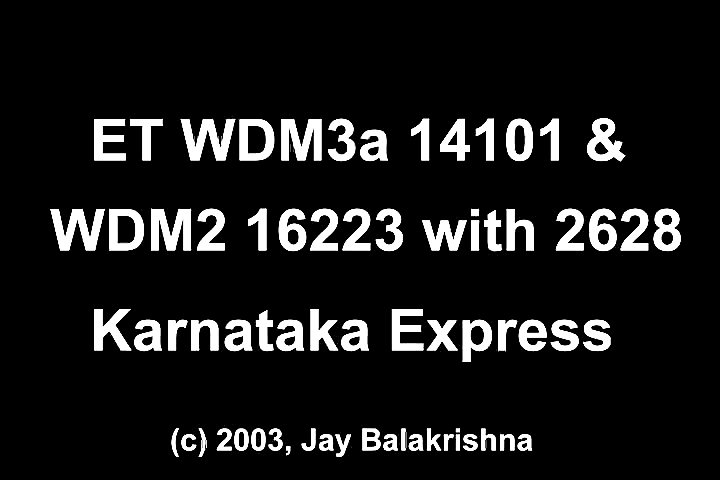 ET WDM3a 14101 &
WDM2 16223 with 2628
Karnataka Express
(c) 2003, Jay Balakrishna